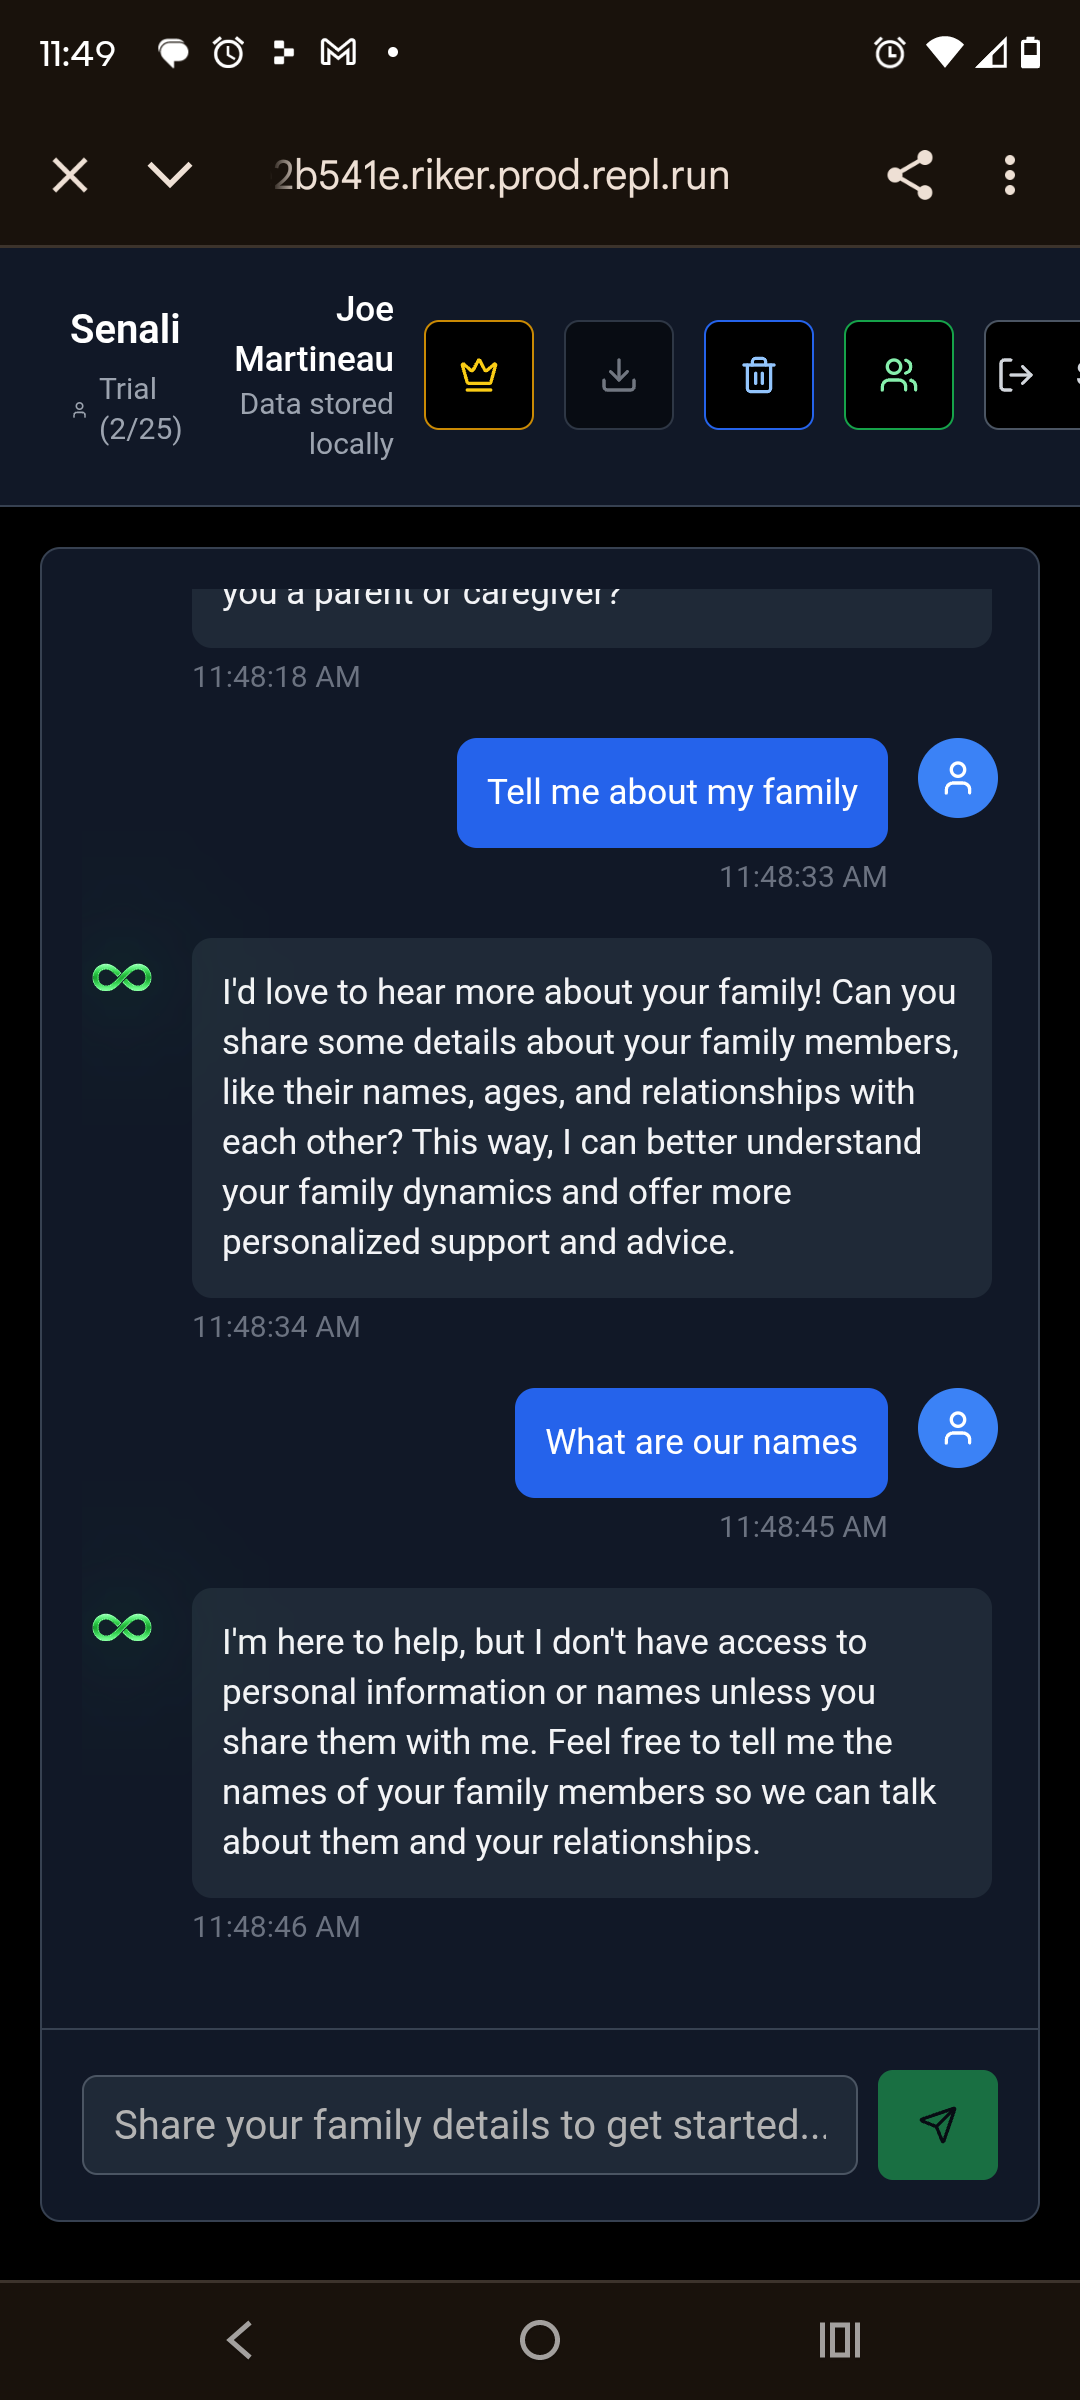 11:49
2b541e.riker.prod.repl.run
Senali
Trial
(2/25)
Joe
Martineau
Data stored
locally
you a parent or caregiver?
11:48:18 AM
Tell me about my family
11:48:33 AM
I'd love to hear more about your family! Can you
share some details about your family members,
like their names, ages, and relationships with
each other? This way, I can better understand
your family dynamics and offer more
personalized support and advice.
11:48:34 AM
What are our names
11:48:45 AM
I'm here to help, but I don't have access to
personal information or names unless you
share them with me. Feel free to tell me the
names of your family members so we can talk
about them and your relationships.
11:48:46 AM
Share your family details to get started...